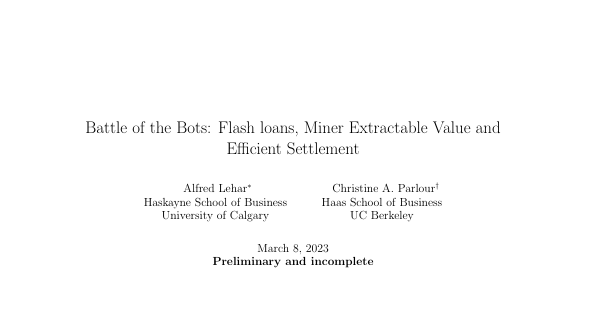 Battle of the Bots: Flash loans, Miner Extractable Value and
Efficient Settlement
Alfred Lehar*
Haskayne School of Business
University of Calgary
Christine A. Parlour†
Haas School of Business
UC Berkeley
March 8, 2023
Preliminary and incomplete